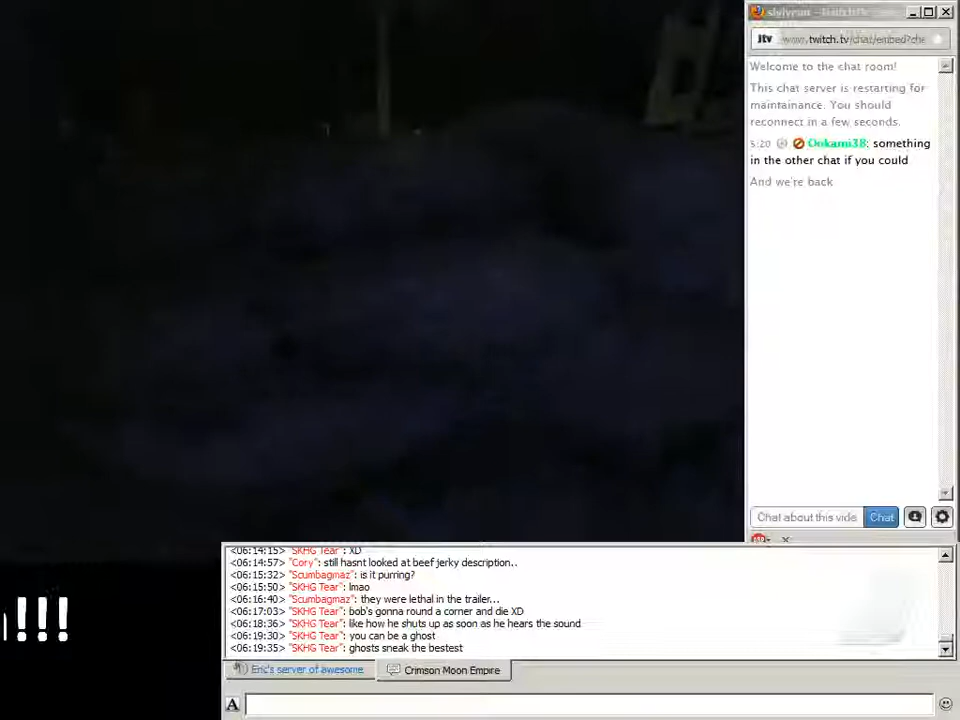 jtv www.twitch.tv/chat/embed?cha
Welcome to the chat room!
This chat server is restarting for
maintainance. You should
reconnect in a few seconds.
5:20 Ookami38: something
in the other chat if you could
And we're back
Chat about this vide
Chat
<06:14:15> "SKHG Tear": XD
<06:14:57> "Cory": still hasnt looked at beef jerky description..
<06:15:32> "Scumbagmaz": is it purring?
<06:15:50> "SKHG Tear": lmao
<06:16:40> "Scumbagmaz": they were lethal in the trailer...
<06:17:03> "SKHG Tear": bob's gonna round a corner and die XD
<06:18:36> "SKHG Tear": like how he shuts up as soon as he hears the sound
<06:19:30> "SKHG Tear": you can be a ghost
<06:19:35> "SKHG Tear": ghosts sneak the bestest
!!!
Eric's server of awesome
Crimson Moon Empire
A